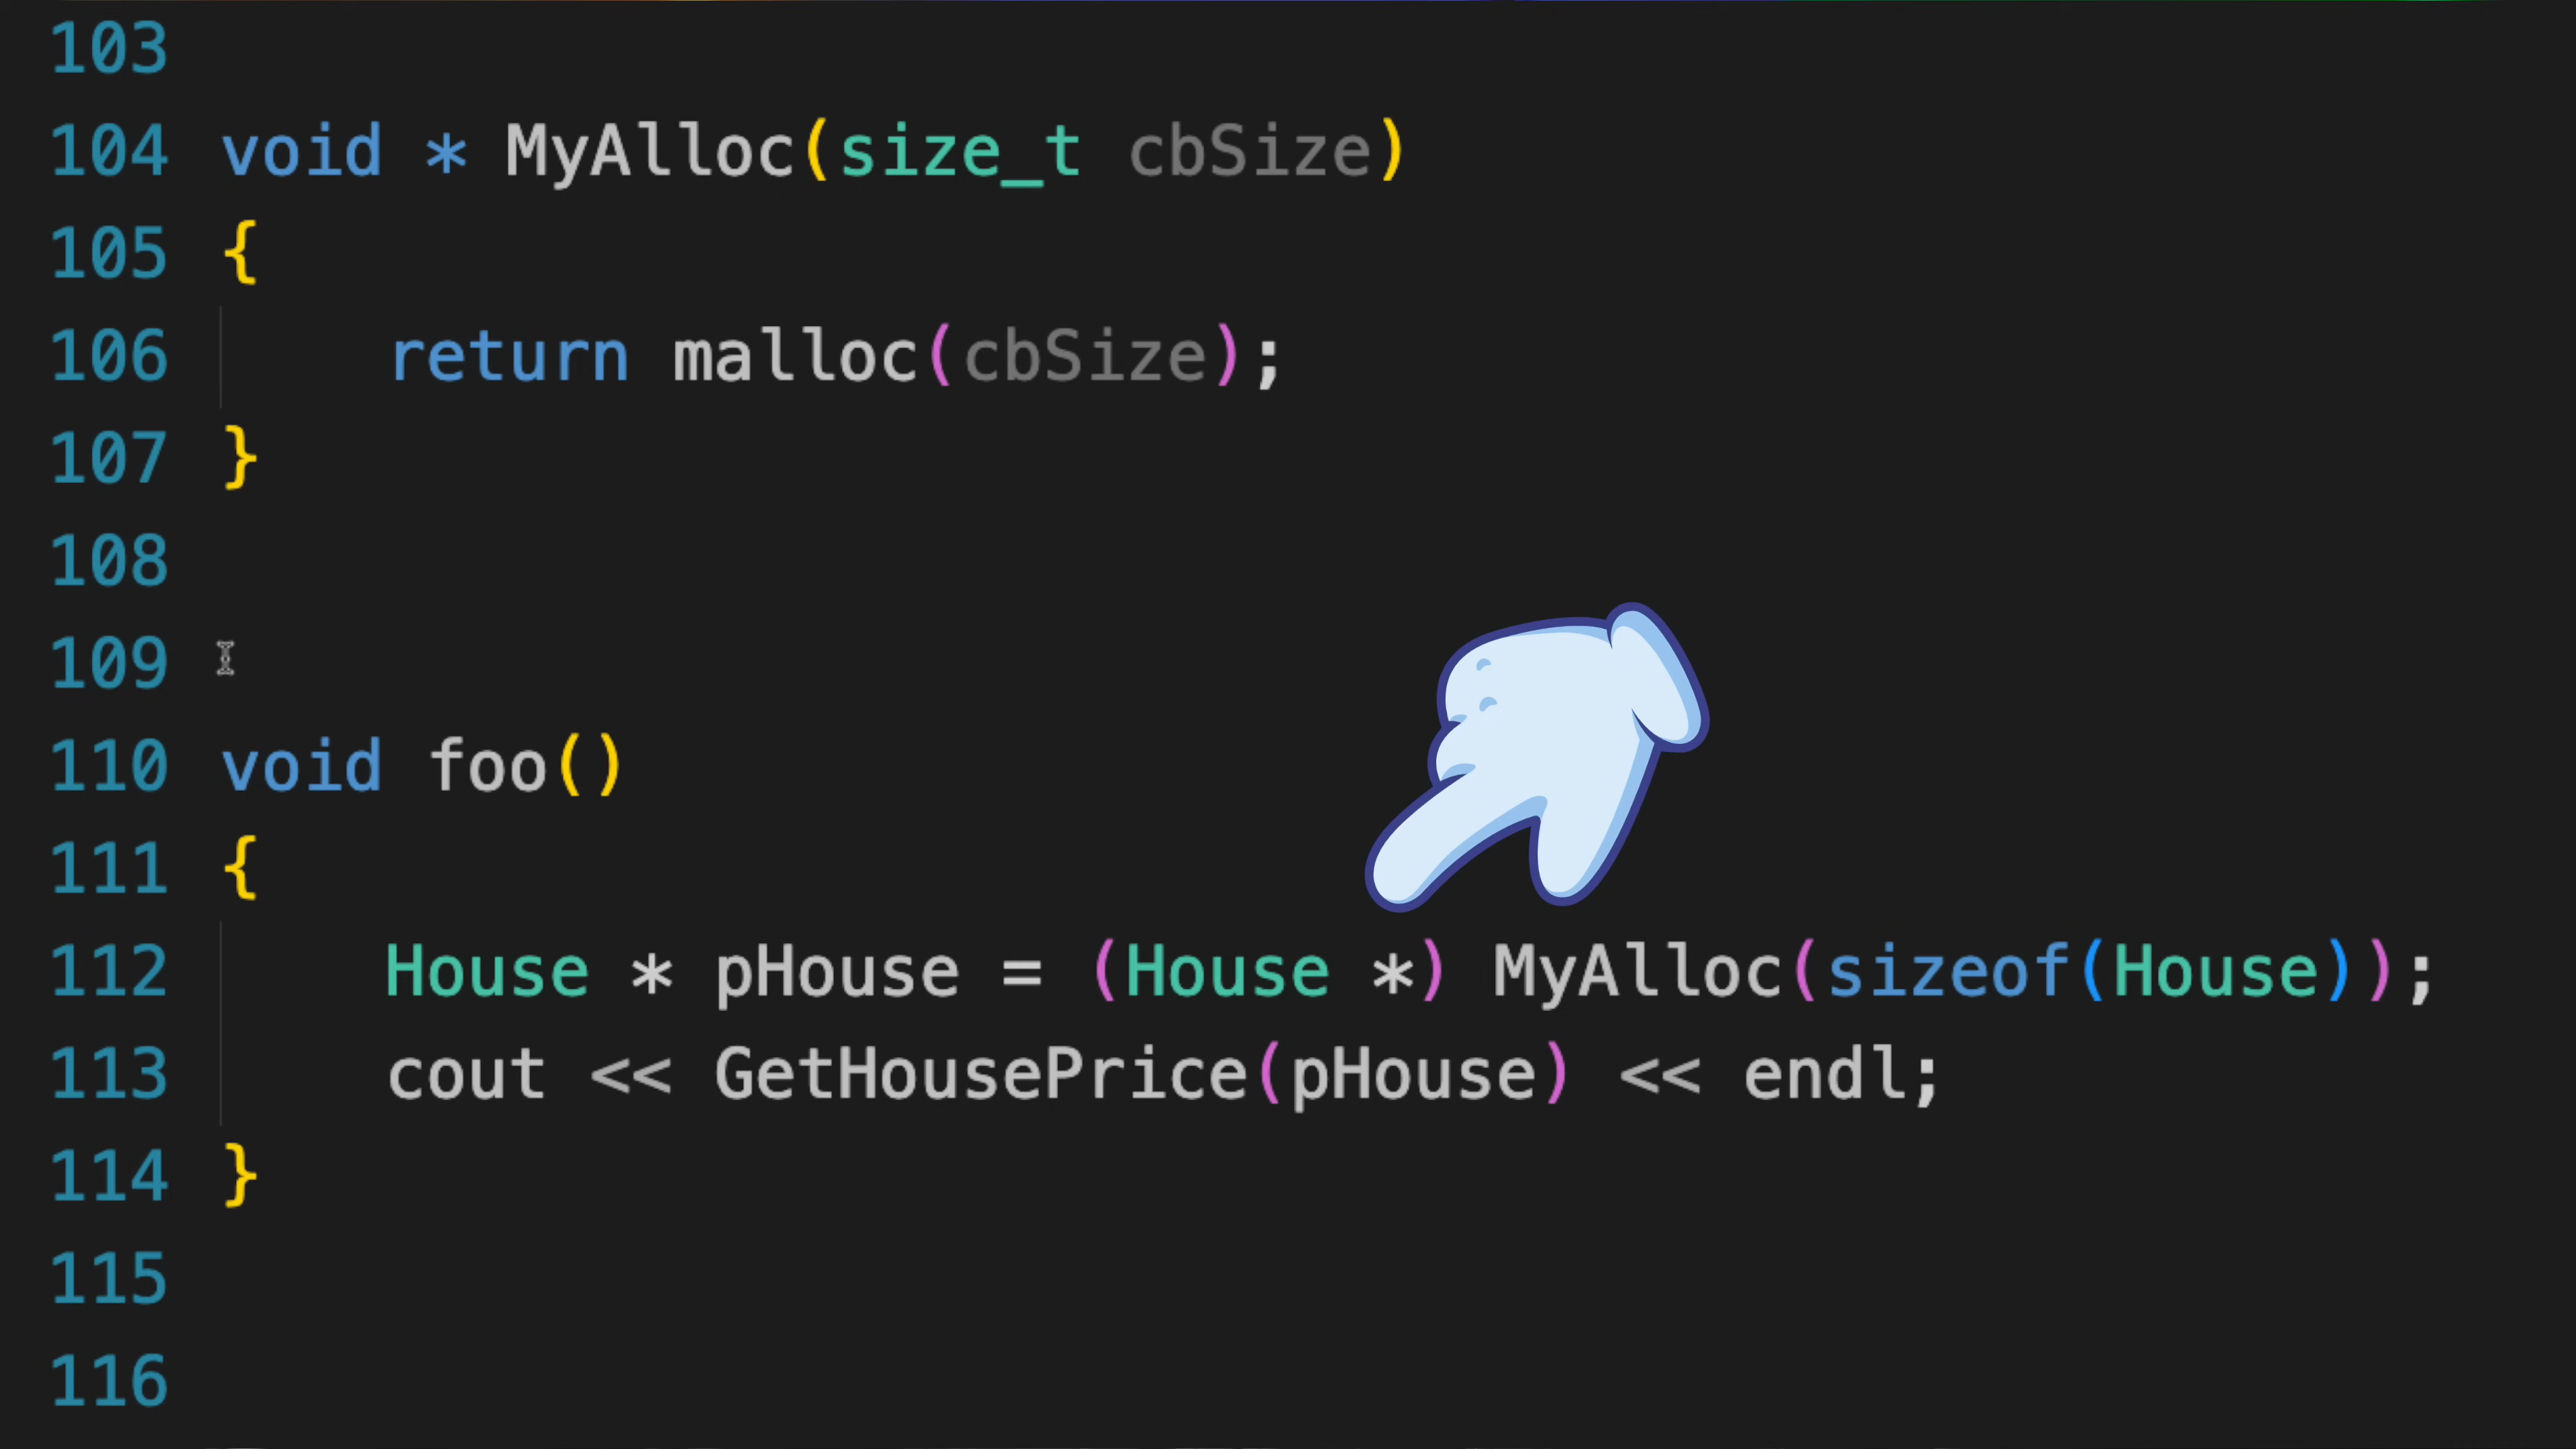 103
104 void * MyAlloc(size_t cbSize)
105 {
106     return malloc(cbSize);
107 }
108
109
110 void foo()
111 {
112     House * pHouse = (House *) MyAlloc(sizeof(House));
113     cout << GetHousePrice(pHouse) << endl;
114 }
115
116